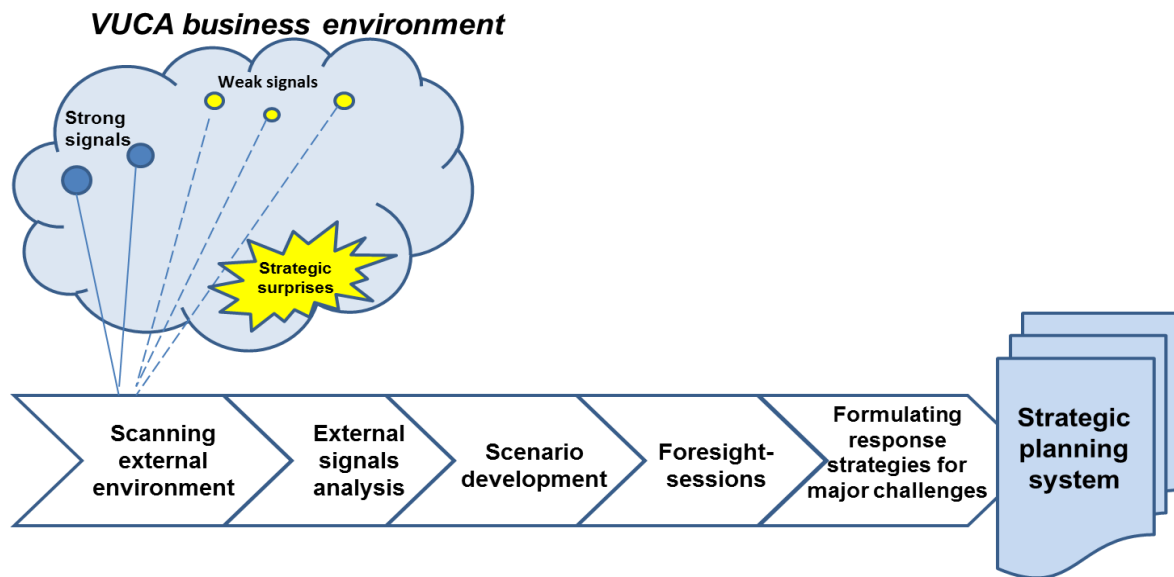 VUCA business environment
Weak signals
Strong
signals
Strategic
surprises
Scanning
external
environment
External
signals
analysis
Scenario
development
Foresight-
sessions
Formulating
response
strategies for
major challenges
Strategic
planning
system